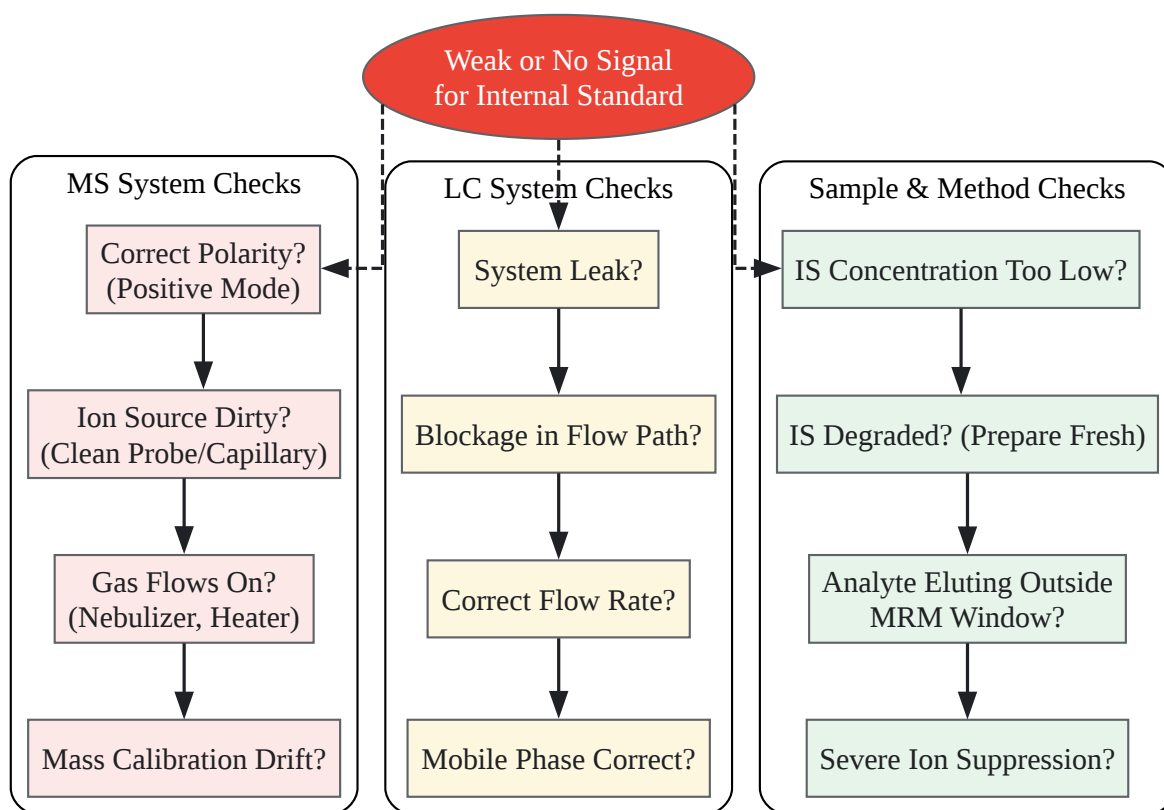 Weak or No Signal
for Internal Standard
MS System Checks
Correct Polarity?
(Positive Mode)
Ion Source Dirty?
(Clean Probe/Capillary)
Gas Flows On?
(Nebulizer, Heater)
Mass Calibration Drift?
LC System Checks
System Leak?
Blockage in Flow Path?
Correct Flow Rate?
Mobile Phase Correct?
Sample & Method Checks
IS Concentration Too Low?
IS Degraded? (Prepare Fresh)
Analyte Eluting Outside
MRM Window?
Severe Ion Suppression?